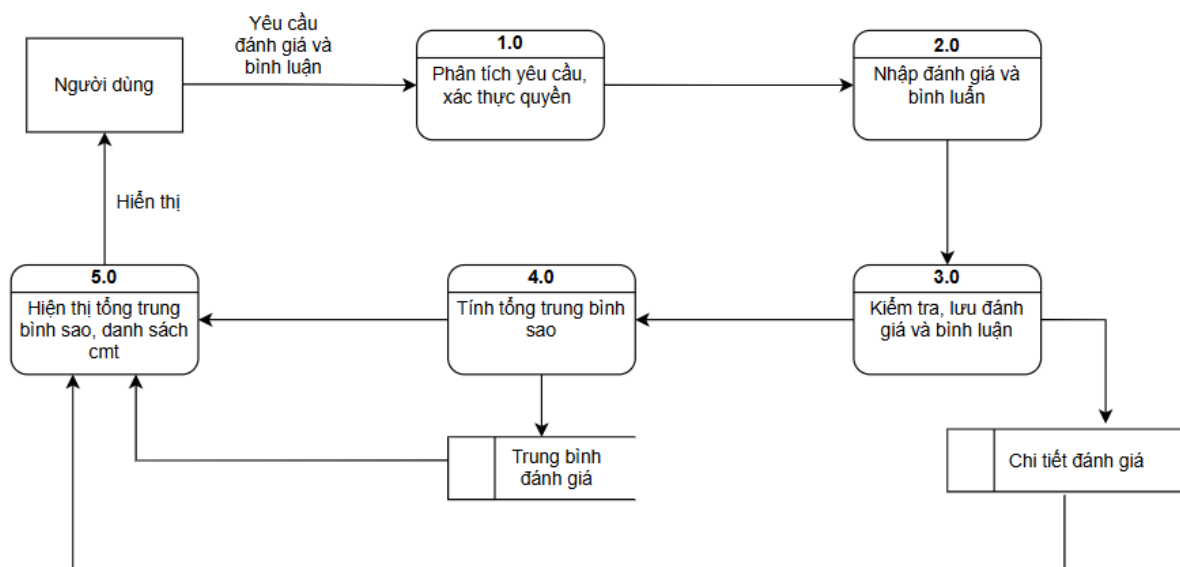 Yêu cầu
đánh giá và
bình luận
Người dùng
1.0
Phân tích yêu cầu,
xác thực quyền
2.0
Nhập đánh giá và
bình luẩn
Hiển thị
5.0
Hiện thị tổng trung
bình sao, danh sách
cmt
4.0
Tính tổng trung bình
sao
3.0
Kiểm tra, lưu đánh
giá và bình luận
Trung bình
đánh giá
Chi tiết đánh giá